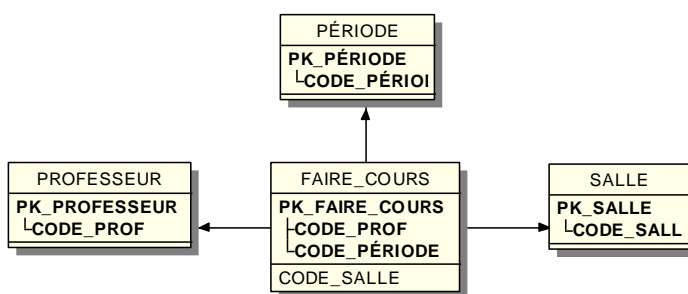 PÉRIODE
PK_PÉRIODE
CODE_PÉRIOI
PROFESSEUR
PK_PROFESSEUR
CODE_PROF
FAIRE_COURS
PK_FAIRE_COURS
CODE_PROF
CODE_PÉRIODE
CODE_SALLE
SALLE
PK_SALLE
CODE_SALL